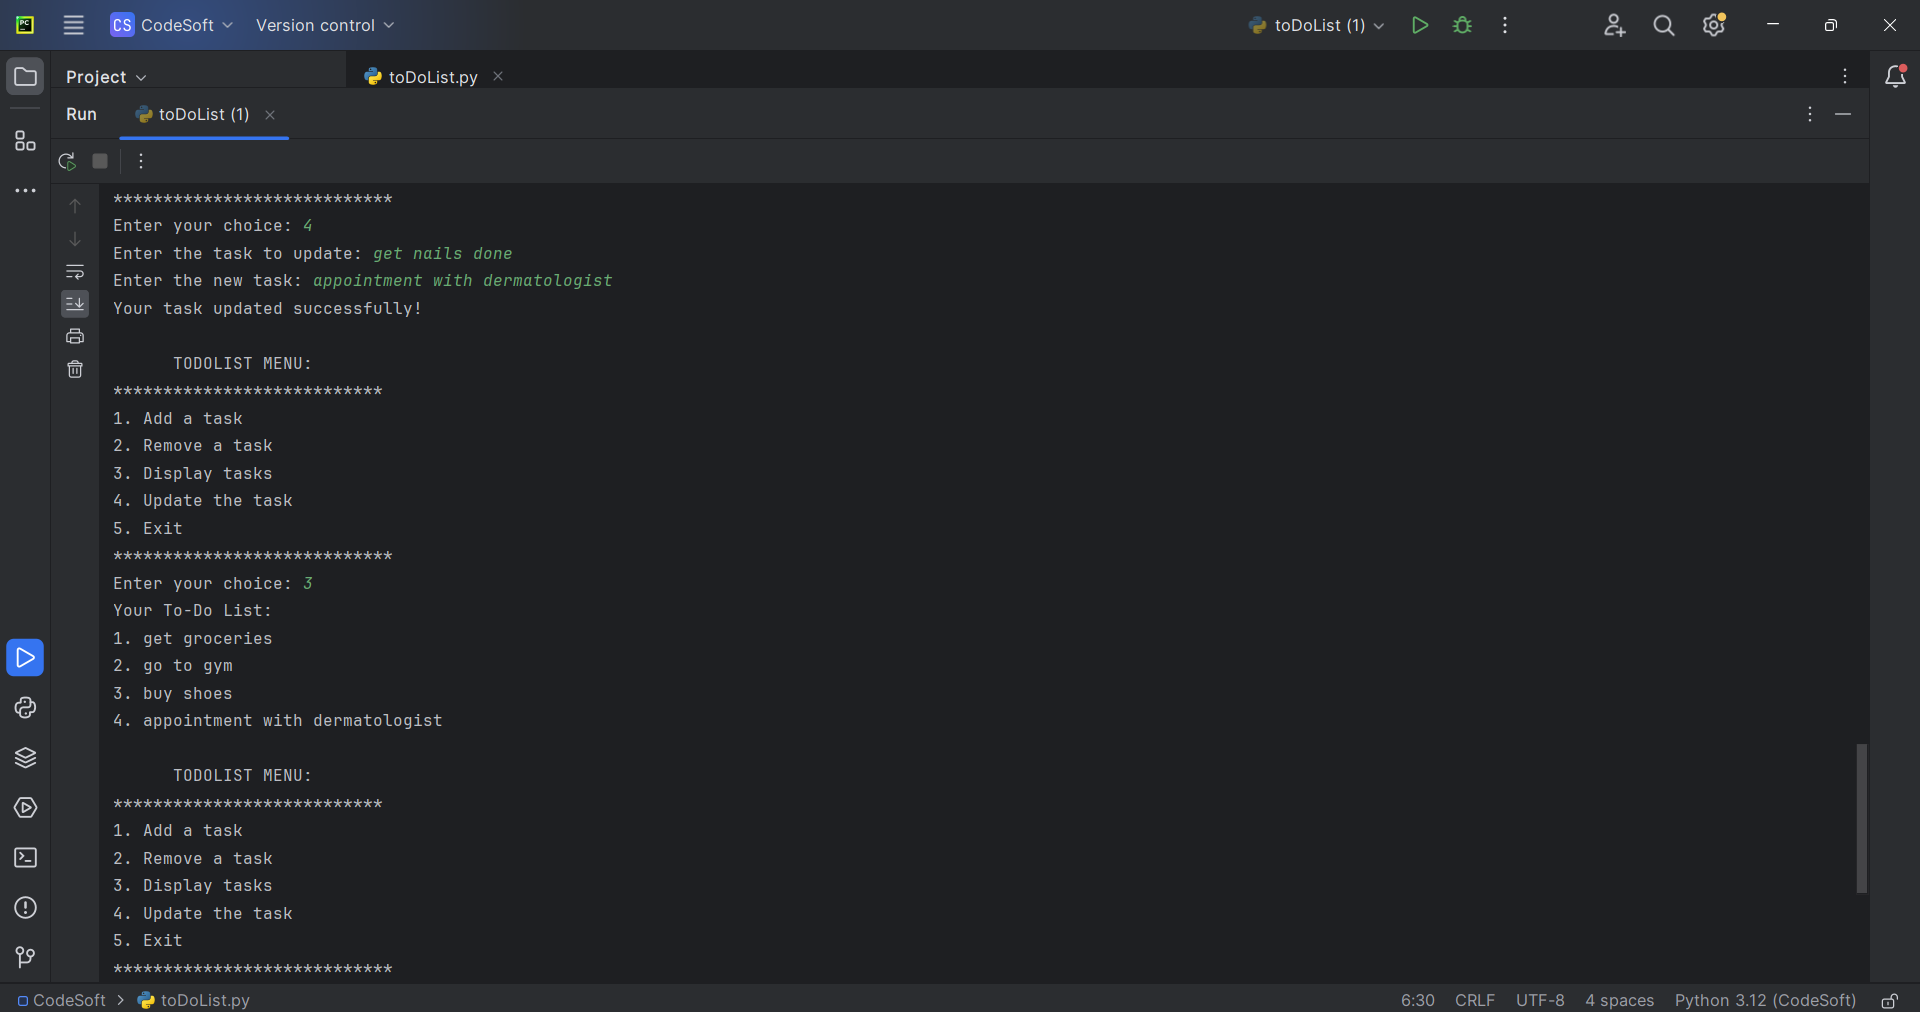 PC
CS CodeSoft Version control toDoList (1)
Project toDoList.py
Run toDoList (1)
****************************
Enter your choice: 4
Enter the task to update: get nails done
Enter the new task: appointment with dermatologist
Your task updated successfully!
TODOLIST MENU:
***************************
1. Add a task
2. Remove a task
3. Display tasks
4. Update the task
5. Exit
****************************
Enter your choice: 3
Your To-Do List:
1. get groceries
2. go to gym
3. buy shoes
4. appointment with dermatologist
TODOLIST MENU:
***************************
1. Add a task
2. Remove a task
3. Display tasks
4. Update the task
5. Exit
****************************
CodeSoft > toDoList.py 6:30 CRLF UTF-8 4 spaces Python 3.12 (CodeSoft)